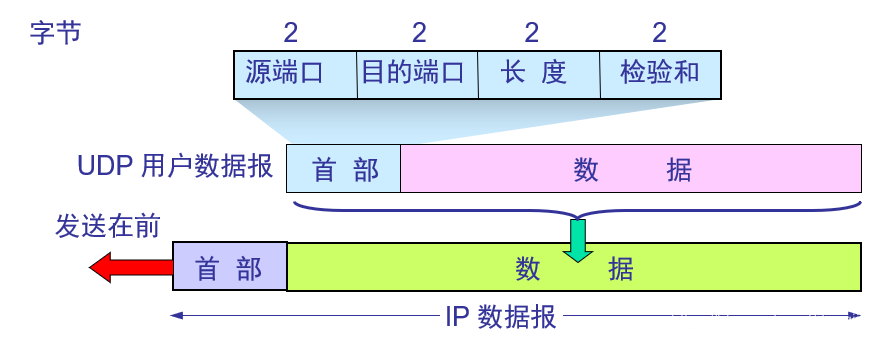 字节 2 2 2 2
源端口 目的端口 长 度 检验和
UDP 用户数据报 首 部 数 据
发送在前
首 部 数 据
IP 数据报